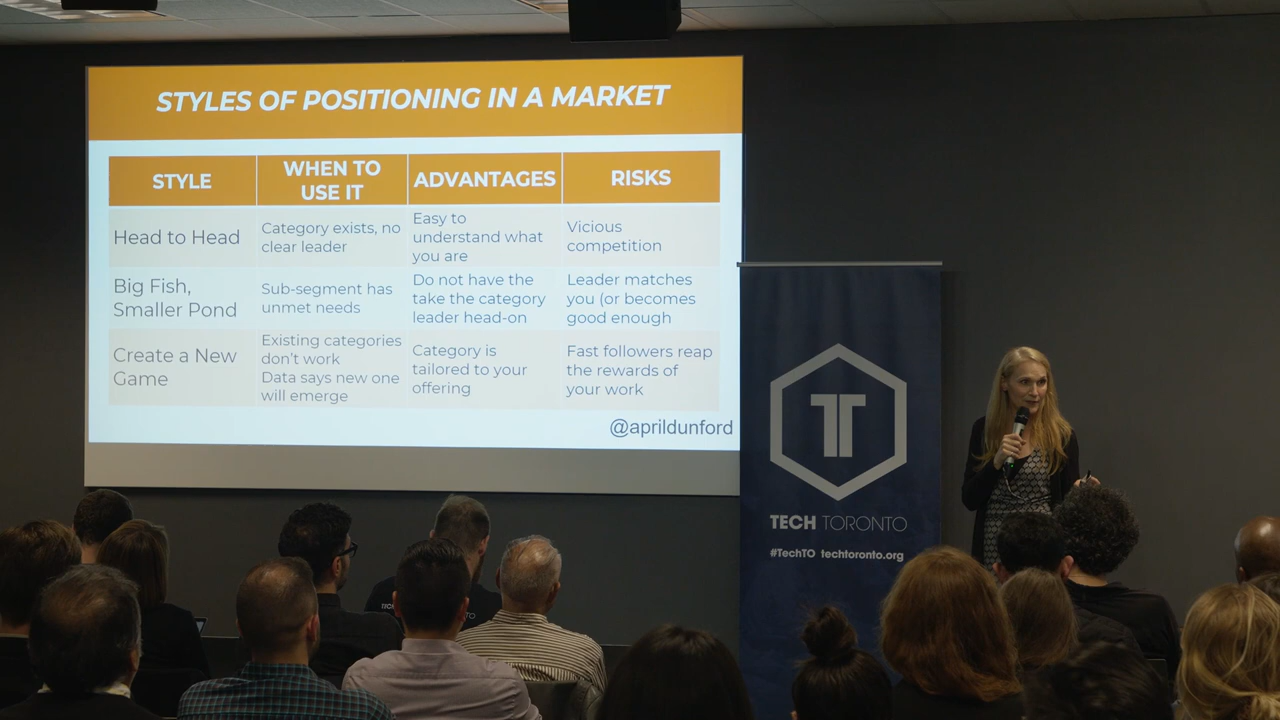 STYLES OF POSITIONING IN A MARKET
STYLE
WHEN TO
USE IT
ADVANTAGES
RISKS
Head to Head
Category exists, no
clear leader
Easy to
understand what
you are
Vicious
competition
Big Fish,
Smaller Pond
Sub-segment has
unmet needs
Do not have the
take the category
leader head-on
Leader matches
you (or becomes
good enough
Create a New
Game
Existing categories
don't work
Data says new one
will emerge
Category is
tailored to your
offering
Fast followers reap
the rewards of
your work
@aprildunford
TECH TORONTO
#TechTO techtoronto.org